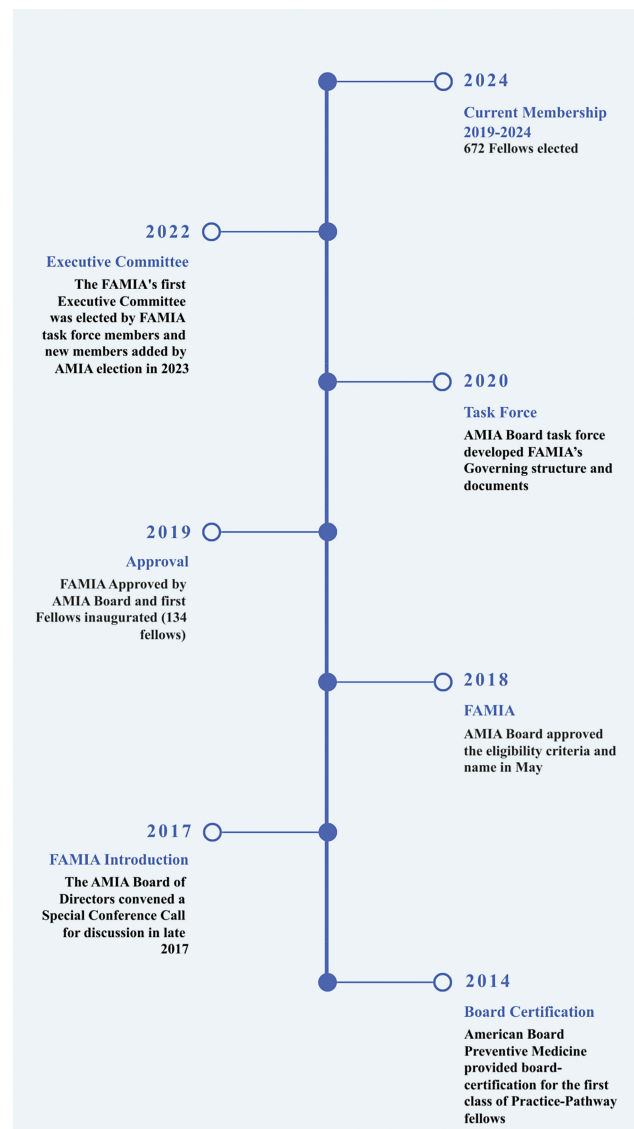 2024
Current Membership
2019-2024
672 Fellows elected
2022
Executive Committee
The FAMIA's first
Executive Committee
was elected by FAMIA
task force members and
new members added by
AMIA election in 2023
2020
Task Force
AMIA Board task force
developed FAMIA’s
Governing structure and
documents
2019
Approval
FAMIA Approved by
AMIA Board and first
Fellows inaugurated (134
fellows)
2018
FAMIA
AMIA Board approved
the eligibility criteria and
name in May
2017
FAMIA Introduction
The AMIA Board of
Directors convened a
Special Conference Call
for discussion in late
2017
2014
Board Certification
American Board
Preventive Medicine
provided board-
certification for the first
class of Practice-Pathway
fellows